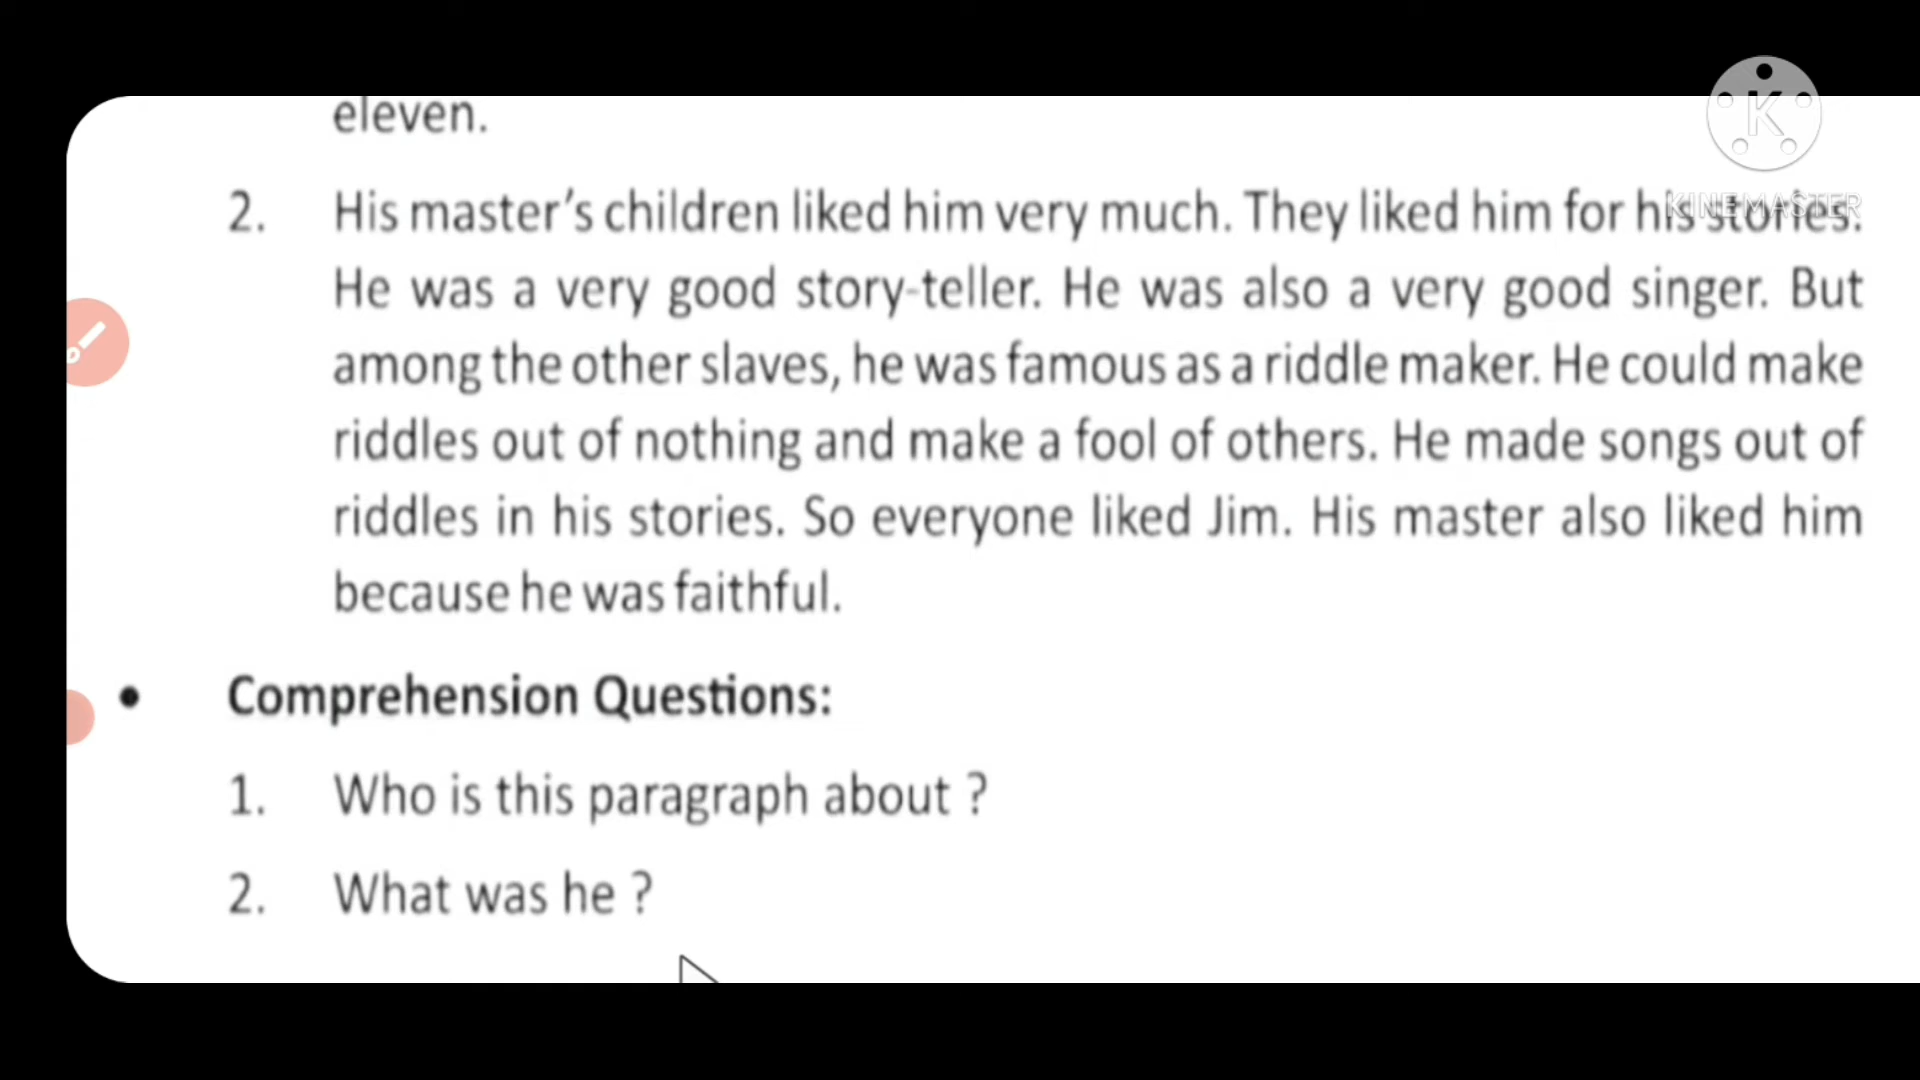 eleven.
2. His master's children liked him very much. They liked him for his stories.
He was a very good story-teller. He was also a very good singer. But
among the other slaves, he was famous as a riddle maker. He could make
riddles out of nothing and make a fool of others. He made songs out of
riddles in his stories. So everyone liked Jim. His master also liked him
because he was faithful.
• Comprehension Questions:
1. Who is this paragraph about ?
2. What was he ?
K
KINEMASTER